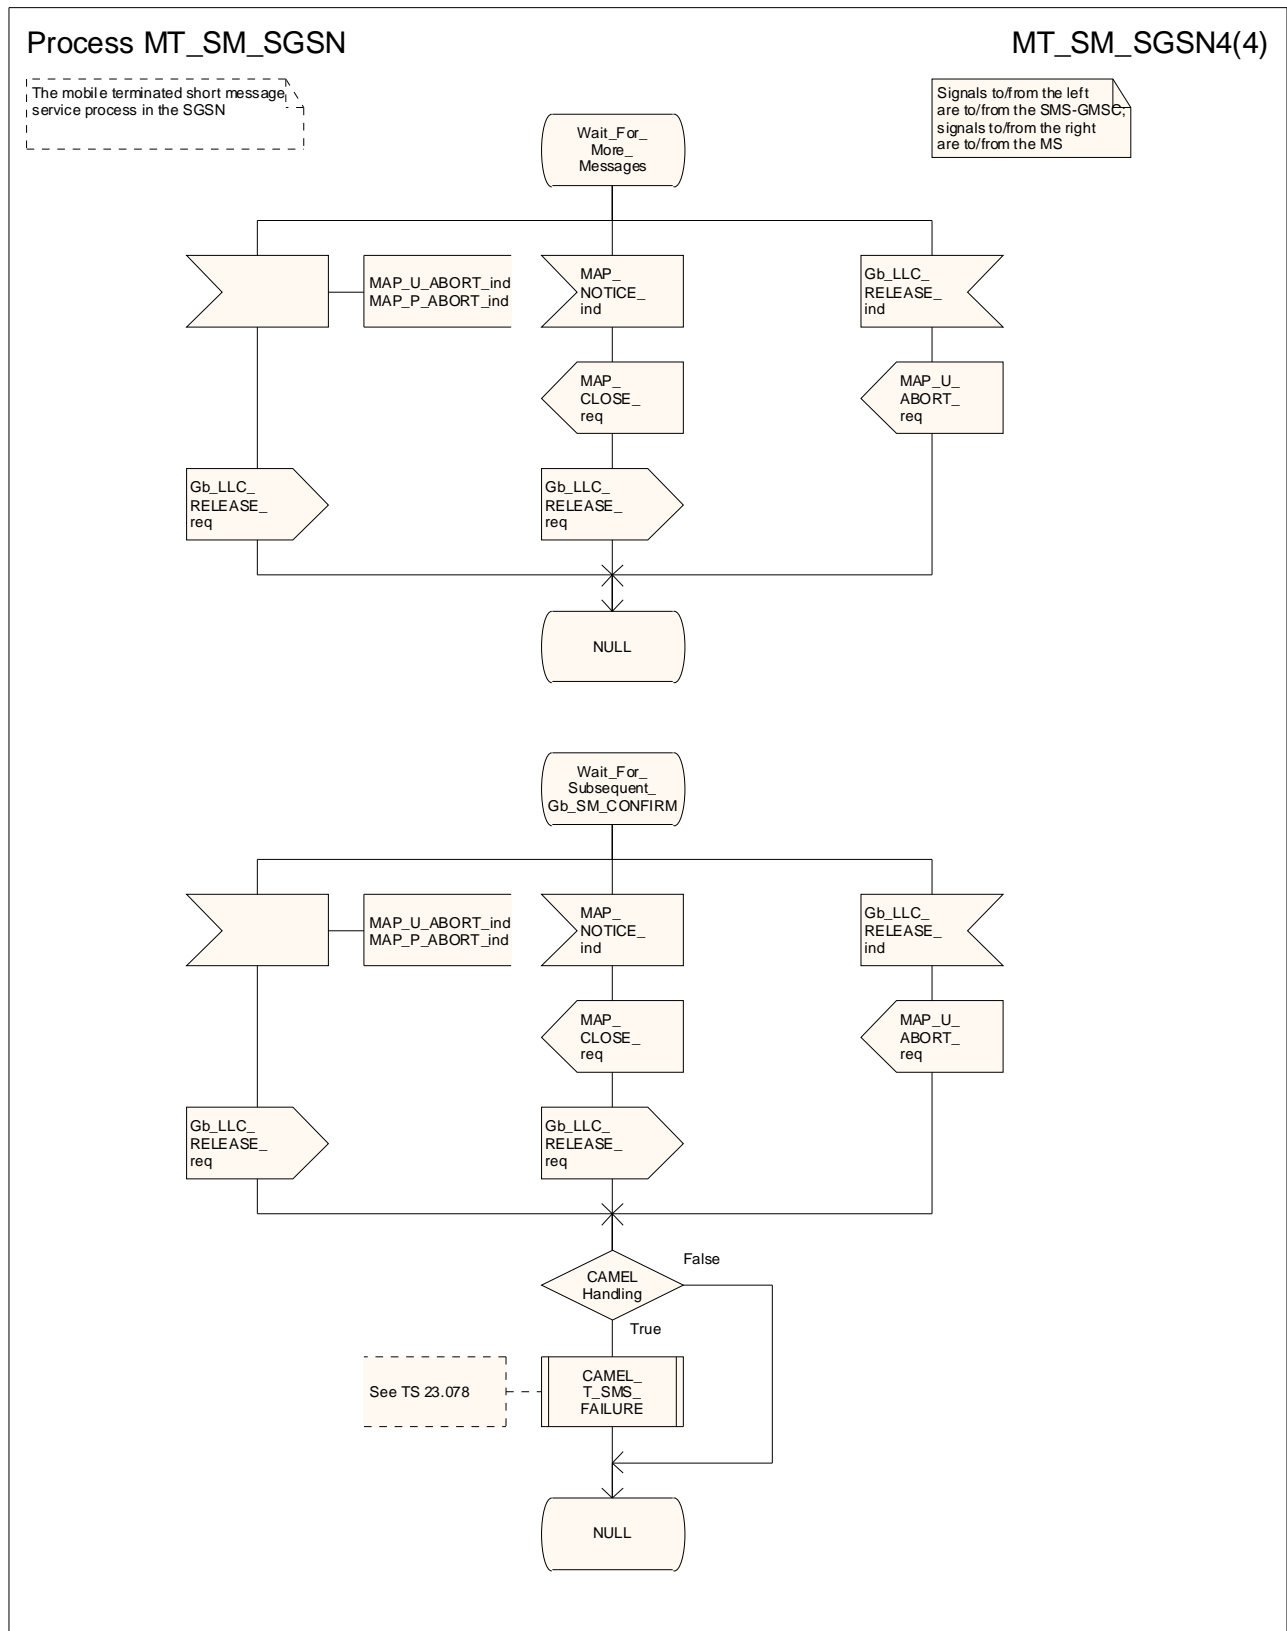 Process MT_SM_SGSN
MT_SM_SGSN4(4)
The mobile terminated short message
service process in the SGSN
Signals to/from the left
are to/from the SMS-GMSC;
signals to/from the right
are to/from the MS
Wait_For_
More_
Messages
MAP_U_ABORT_ind
MAP_P_ABORT_ind
MAP_
NOTICE_
ind
Gb_LLC_
RELEASE_
ind
MAP_
CLOSE_
req
MAP_U_
ABORT_
req
Gb_LLC_
RELEASE_
req
Gb_LLC_
RELEASE_
req
NULL
Wait_For_
Subsequent_
Gb_SM_CONFIRM
MAP_U_ABORT_ind
MAP_P_ABORT_ind
MAP_
NOTICE_
ind
Gb_LLC_
RELEASE_
ind
MAP_
CLOSE_
req
MAP_U_
ABORT_
req
Gb_LLC_
RELEASE_
req
Gb_LLC_
RELEASE_
req
CAMEL
Handling
False
True
See TS 23.078
CAMEL_
T_SMS_
FAILURE
NULL